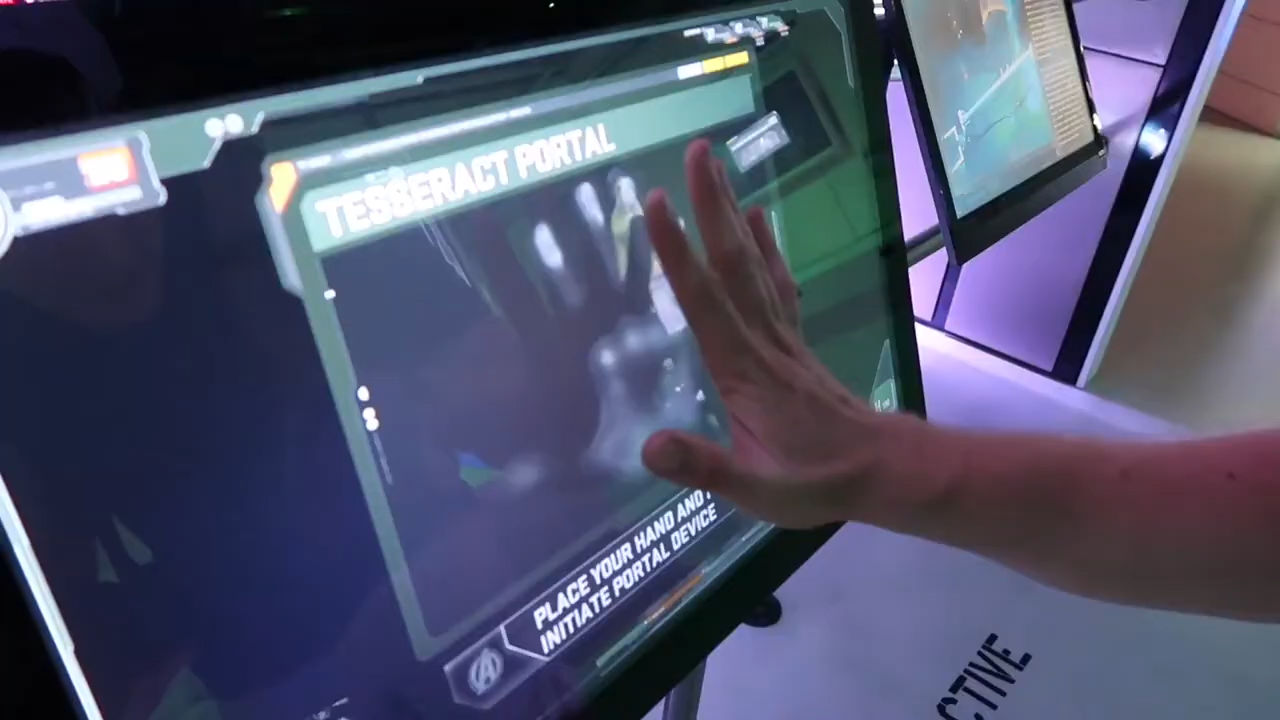 TESSERACT PORTAL
PLACE YOUR HAND AND
INITIATE PORTAL DEVICE
CTIVE